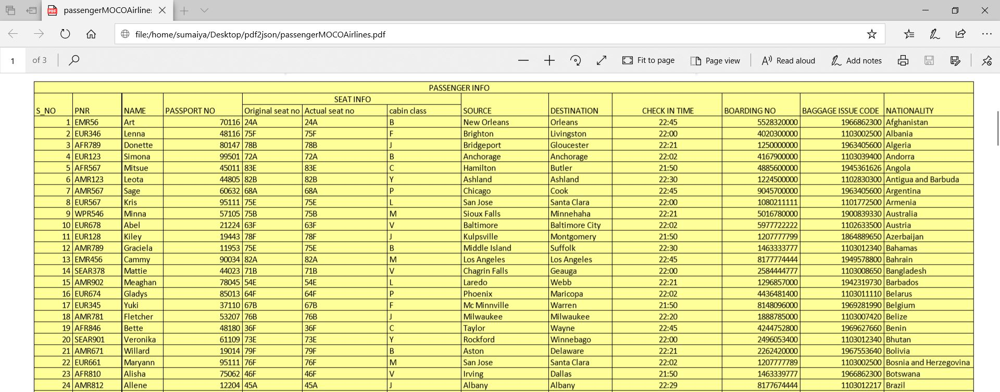 passengerMOCOAirline:
file:/home/sumaiya/Desktop/pdf2json/passengerMOCOAirlines.pdf
1 of 3 Fit to page Page view Read aloud Add notes
PASSENGER INFO
SEAT INFO
S_NO PNR NAME PASSPORT NO Original seat no Actual seat no cabin class SOURCE DESTINATION CHECK IN TIME BOARDING NO BAGGAGE ISSUE CODE NATIONALITY
1 EMR56 Art 70116 24A 24A B New Orleans Orleans 22:45 5528320000 1966862300 Afghanistan
2 EUR346 Lenna 48116 75F 75F F Brighton Livingston 22:00 4020300000 1103002500 Albania
3 AFR789 Donette 80147 78B 78B J Bridgeport Gloucester 22:21 1250000000 1963405600 Algeria
4 EUR123 Simona 99501 72A 72A B Anchorage Anchorage 22:02 4167900000 1103039400 Andorra
5 AFR567 Mitsue 45011 83E 83E C Hamilton Butler 21:50 4885600000 1945361626 Angola
6 AMR123 Leota 44805 82B 82B Y Ashland Ashland 22:30 1224500000 1102830300 Antigua and Barbuda
7 AMR567 Sage 60632 68A 68A P Chicago Cook 22:45 9045700000 1963405600 Argentina
8 EUR567 Kris 95111 75E 75E L San Jose Santa Clara 22:00 1080211111 1101772500 Armenia
9 WPR546 Minna 57105 75B 75B M Sioux Falls Minnehaha 22:21 5016780000 1900839330 Australia
10 EUR678 Abel 21224 63F 63F V Baltimore Baltimore City 22:02 5977722222 1102633500 Austria
11 EUR128 Kiley 19443 78F 78F J Kulpsville Montgomery 21:50 1207777799 1864889650 Azerbaijan
12 AMR789 Graciela 11953 75E 75E B Middle Island Suffolk 22:30 1463333777 1103012340 Bahamas
13 EMR456 Cammy 90034 82A 82A M Los Angeles Los Angeles 22:45 8177774444 1949578800 Bahrain
14 SEAR378 Mattie 44023 71B 71B V Chagrin Falls Geauga 22:00 2584444777 1103008650 Bangladesh
15 AMR902 Meaghan 78045 54E 54E L Laredo Webb 22:21 1296857000 1942319730 Barbados
16 EUR674 Gladys 85013 64F 64F P Phoenix Maricopa 22:02 4436481400 1103011110 Belarus
17 EUR345 Yuki 37110 67B 67B F Mc Minnville Warren 21:50 8148096000 1969281990 Belgium
18 AMR781 Fletcher 53207 76B 76B J Milwaukee Milwaukee 22:20 1888785000 1103007420 Belize
19 AFR846 Bette 48180 36F 36F C Taylor Wayne 22:45 4244752800 1969627660 Benin
20 SEAR901 Veronika 61109 73E 73E Y Rockford Winnebago 22:00 2496053400 1103012340 Bhutan
21 AMR671 Willard 19014 79F 79F B Aston Delaware 22:21 2262420000 1967553640 Bolivia
22 EUR661 Maryann 95111 76F 76F M San Jose Santa Clara 22:02 1207777789 1103002500 Bosnia and Herzegovina
23 AFR810 Alisha 75062 46F 46F V Irving Dallas 21:50 1463339777 1966862300 Botswana
24 AMR812 Allene 12204 45A 45A J Albany Albany 22:29 8177674444 1103012217 Brazil